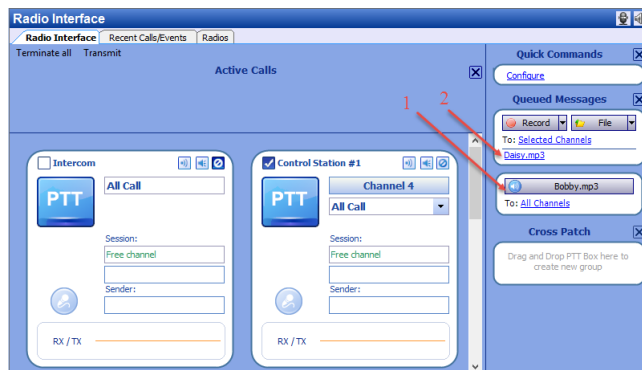 Radio Interface
Radio Interface Recent Calls/Events Radios
Terminate all Transmit
Active Calls
1
2
Intercom
PTT
All Call
Session:
Free channel
Sender:
RX / TX
Control Station #1
PTT
Channel 4
All Call
Session:
Free channel
Sender:
RX / TX
Quick Commands
Configure
Queued Messages
Record File
To: Selected Channels
Daisy.mp3
Bobby.mp3
To: All Channels
Cross Patch
Drag and Drop PTT Box here to
create new group